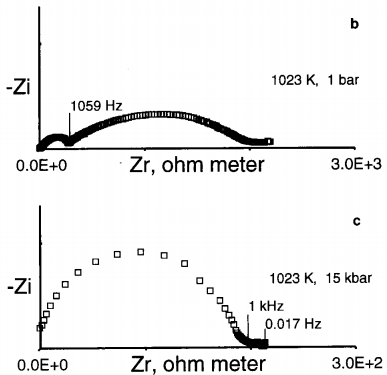 b
1023 K, 1 bar
-Zi
1059 Hz
0.0E+0 Zr, ohm meter 3.0E+3
c
1023 K, 15 kbar
-Zi
1 kHz
0.017 Hz
0.0E+0 Zr, ohm meter 3.0E+2